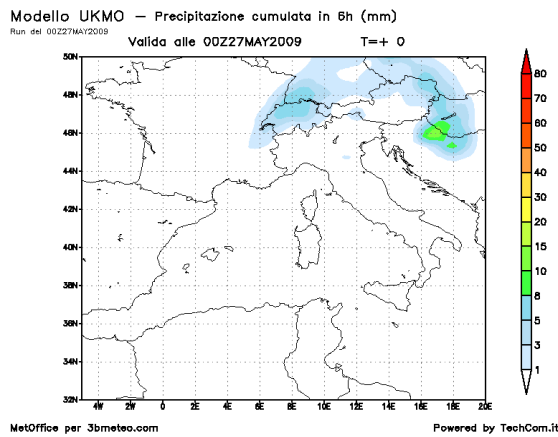 Modello UKMO – Precipitazione cumulata in 6h (mm)
Run del 00Z27MAY2009
Valida alle 00Z27MAY2009 T=+ 0
50N
48N
46N
44N
42N
40N
38N
36N
34N
32N
4W 2W 0 2E 4E 6E 8E 10E 12E 14E 16E 18E 20E
80
70
60
50
40
30
20
15
10
8
5
3
1
MetOffice per 3bmeteo.com Powered by TechCom.it